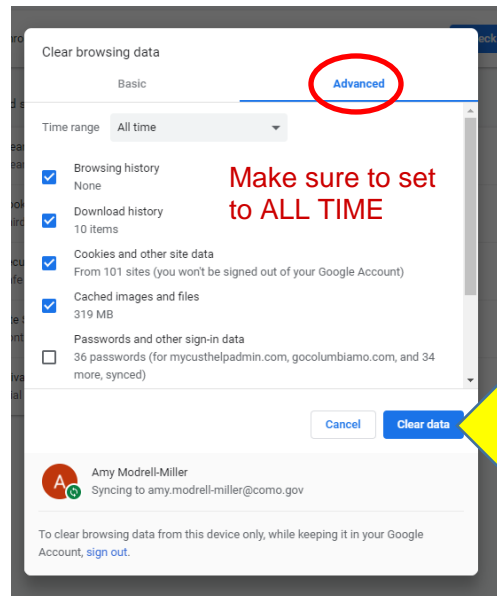 Clear browsing data
Basic
Advanced
Time range All time
Browsing history
None
Make sure to set
to ALL TIME
Download history
10 items
Cookies and other site data
From 101 sites (you won't be signed out of your Google Account)
Cached images and files
319 MB
Passwords and other sign-in data
36 passwords (for mycusthelpadmin.com, gocolumbiamo.com, and 34
more, synced)
Cancel
Clear data
A
Amy Modrell-Miller
Syncing to amy.modrell-miller@como.gov
To clear browsing data from this device only, while keeping it in your Google
Account, sign out.